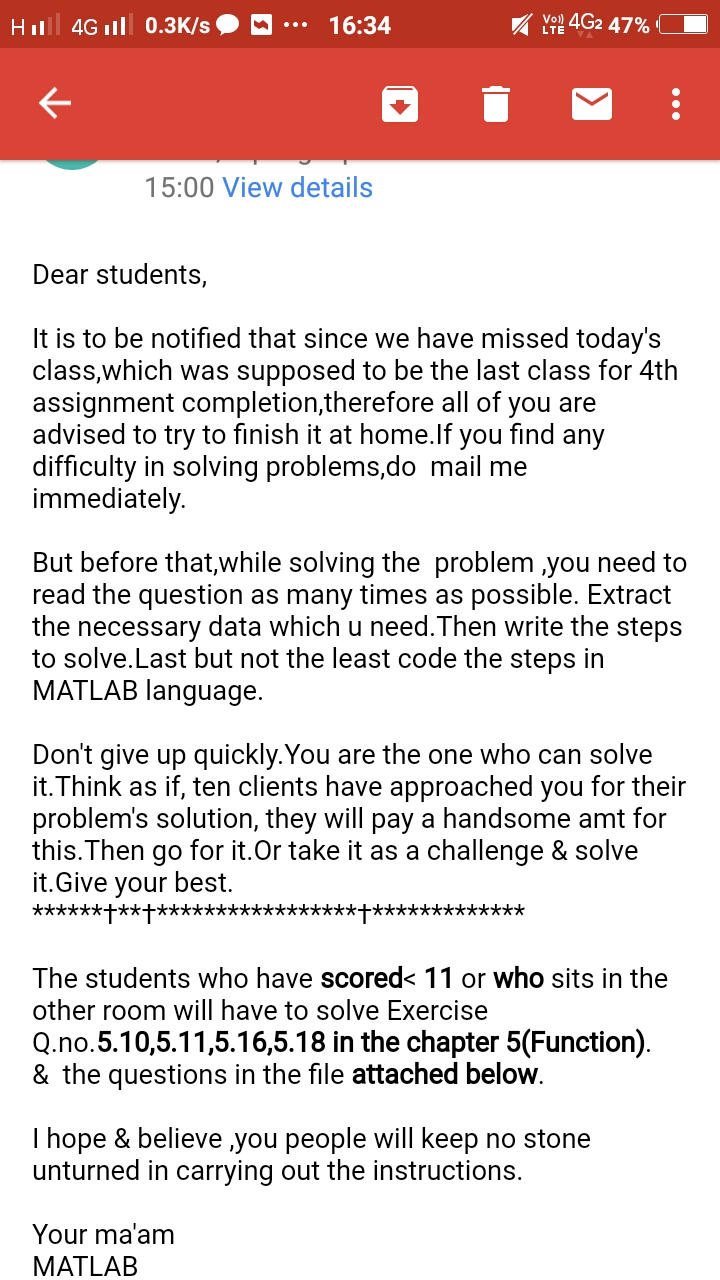 H 4G 0.3K/s 16:34 Vo)) LTE 4G2 47%
15:00 View details
Dear students,
It is to be notified that since we have missed today's
class,which was supposed to be the last class for 4th
assignment completion,therefore all of you are
advised to try to finish it at home.If you find any
difficulty in solving problems,do  mail me
immediately.
But before that,while solving the  problem ,you need to
read the question as many times as possible. Extract
the necessary data which u need.Then write the steps
to solve.Last but not the least code the steps in
MATLAB language.
Don't give up quickly.You are the one who can solve
it.Think as if, ten clients have approached you for their
problem's solution, they will pay a handsome amt for
this.Then go for it.Or take it as a challenge & solve
it.Give your best.
******†**†*****************†*************
The students who have scored< 11 or who sits in the
other room will have to solve Exercise
Q.no.5.10,5.11,5.16,5.18 in the chapter 5(Function).
&  the questions in the file attached below.
I hope & believe ,you people will keep no stone
unturned in carrying out the instructions.
Your ma'am
MATLAB